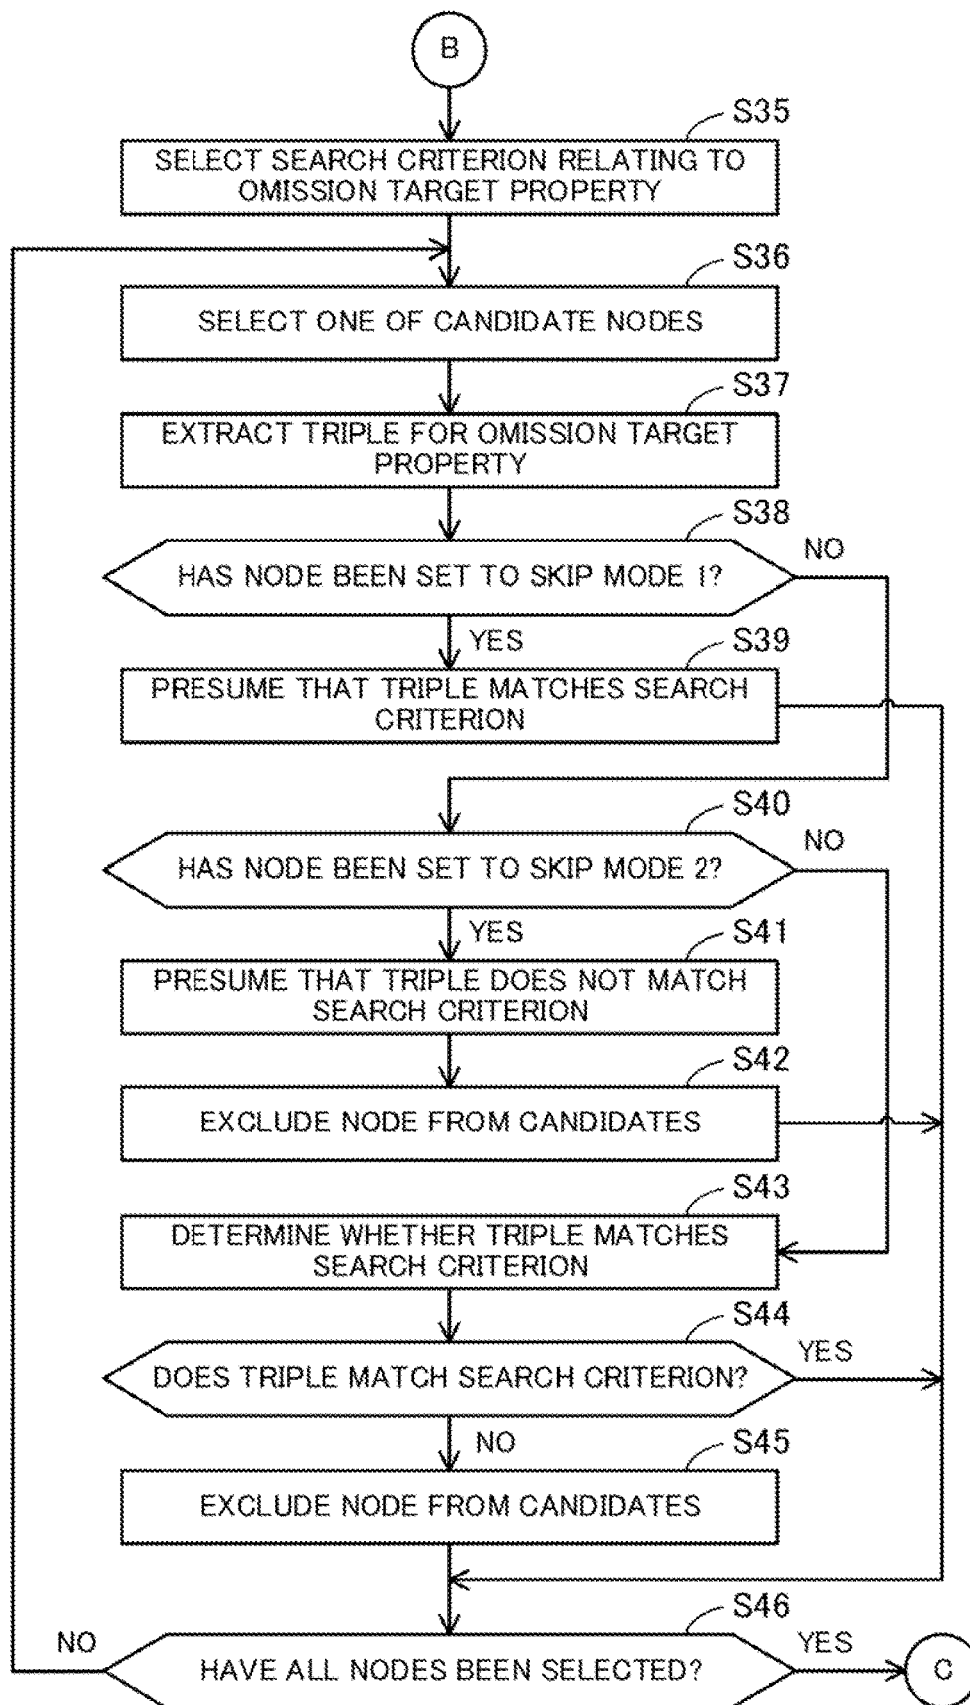 B
S35
SELECT SEARCH CRITERION RELATING TO
OMISSION TARGET PROPERTY
S36
SELECT ONE OF CANDIDATE NODES
S37
EXTRACT TRIPLE FOR OMISSION TARGET
PROPERTY
S38
HAS NODE BEEN SET TO SKIP MODE 1?
NO
YES
S39
PRESUME THAT TRIPLE MATCHES SEARCH
CRITERION
S40
HAS NODE BEEN SET TO SKIP MODE 2?
NO
YES
S41
PRESUME THAT TRIPLE DOES NOT MATCH
SEARCH CRITERION
S42
EXCLUDE NODE FROM CANDIDATES
S43
DETERMINE WHETHER TRIPLE MATCHES
SEARCH CRITERION
S44
DOES TRIPLE MATCH SEARCH CRITERION?
YES
NO
S45
EXCLUDE NODE FROM CANDIDATES
S46
NO
HAVE ALL NODES BEEN SELECTED?
YES
C